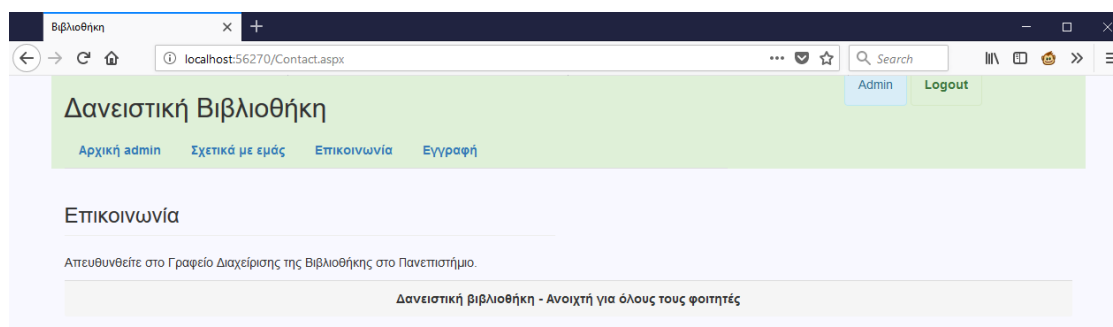 Βιβλιοθήκη
localhost:56270/Contact.aspx
Search
Admin Logout
Δανειστική Βιβλιοθήκη
Αρχική admin Σχετικά με εμάς Επικοινωνία Εγγραφή
Επικοινωνία
Απευθυνθείτε στο Γραφείο Διαχείρισης της Βιβλιοθήκης στο Πανεπιστήμιο.
Δανειστική βιβλιοθήκη - Ανοιχτή για όλους τους φοιτητές